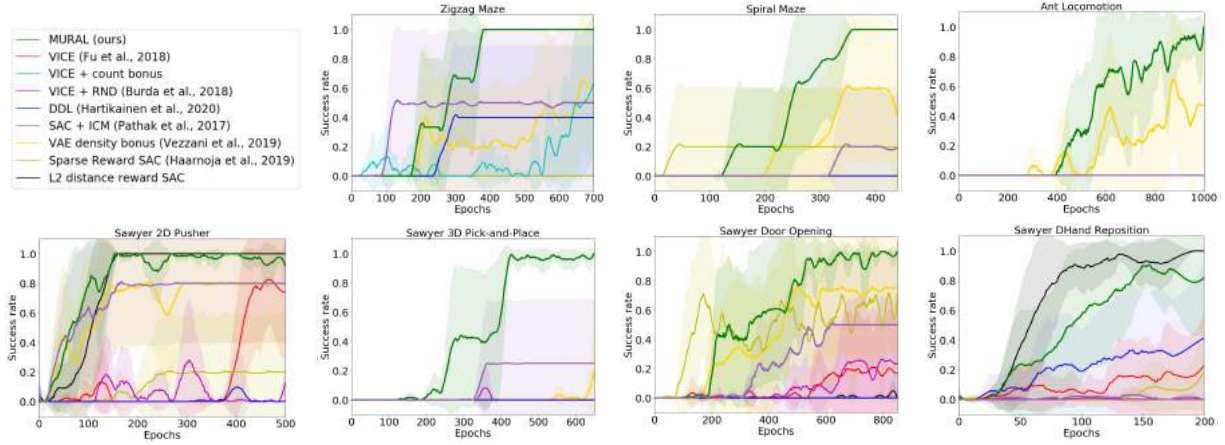 MURAL (ours)
VICE (Fu et al., 2018)
VICE + count bonus
VICE + RND (Burda et al., 2018)
DDL (Hartikainen et al., 2020)
SAC + ICM (Pathak et al., 2017)
VAE density bonus (Vezzani et al., 2019)
Sparse Reward SAC (Haarnoja et al., 2019)
L2 distance reward SAC
Zigzag Maze
Success rate
1.0
0.8
0.6
0.4
0.2
0.0
0 100 200 300 400 500 600 700
Epochs
Spiral Maze
Success rate
1.0
0.8
0.6
0.4
0.2
0.0
0 100 200 300 400
Epochs
Ant Locomotion
Success rate
1.0
0.8
0.6
0.4
0.2
0.0
0 200 400 600 800 1000
Epochs
Sawyer 2D Pusher
Success rate
1.0
0.8
0.6
0.4
0.2
0.0
0 100 200 300 400 500
Epochs
Sawyer 3D Pick-and-Place
Success rate
1.0
0.8
0.6
0.4
0.2
0.0
0 100 200 300 400 500 600
Epochs
Sawyer Door Opening
Success rate
1.0
0.8
0.6
0.4
0.2
0.0
0 200 400 600 800
Epochs
Sawyer DHand Reposition
Success rate
1.0
0.8
0.6
0.4
0.2
0.0
0 50 100 150 200
Epochs